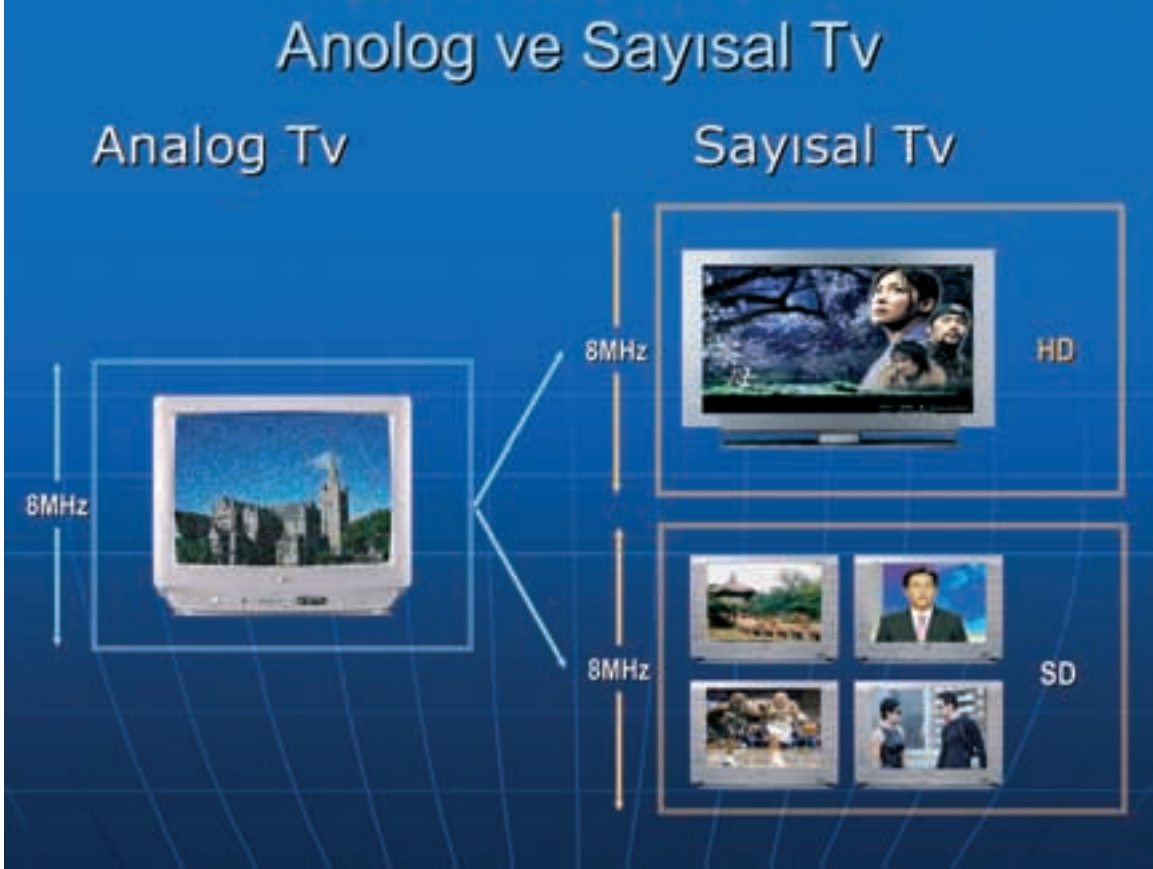 Anolog ve Sayısal Tv
Analog Tv
Sayısal Tv
8MHz
HD
8MHz
8MHz
SD